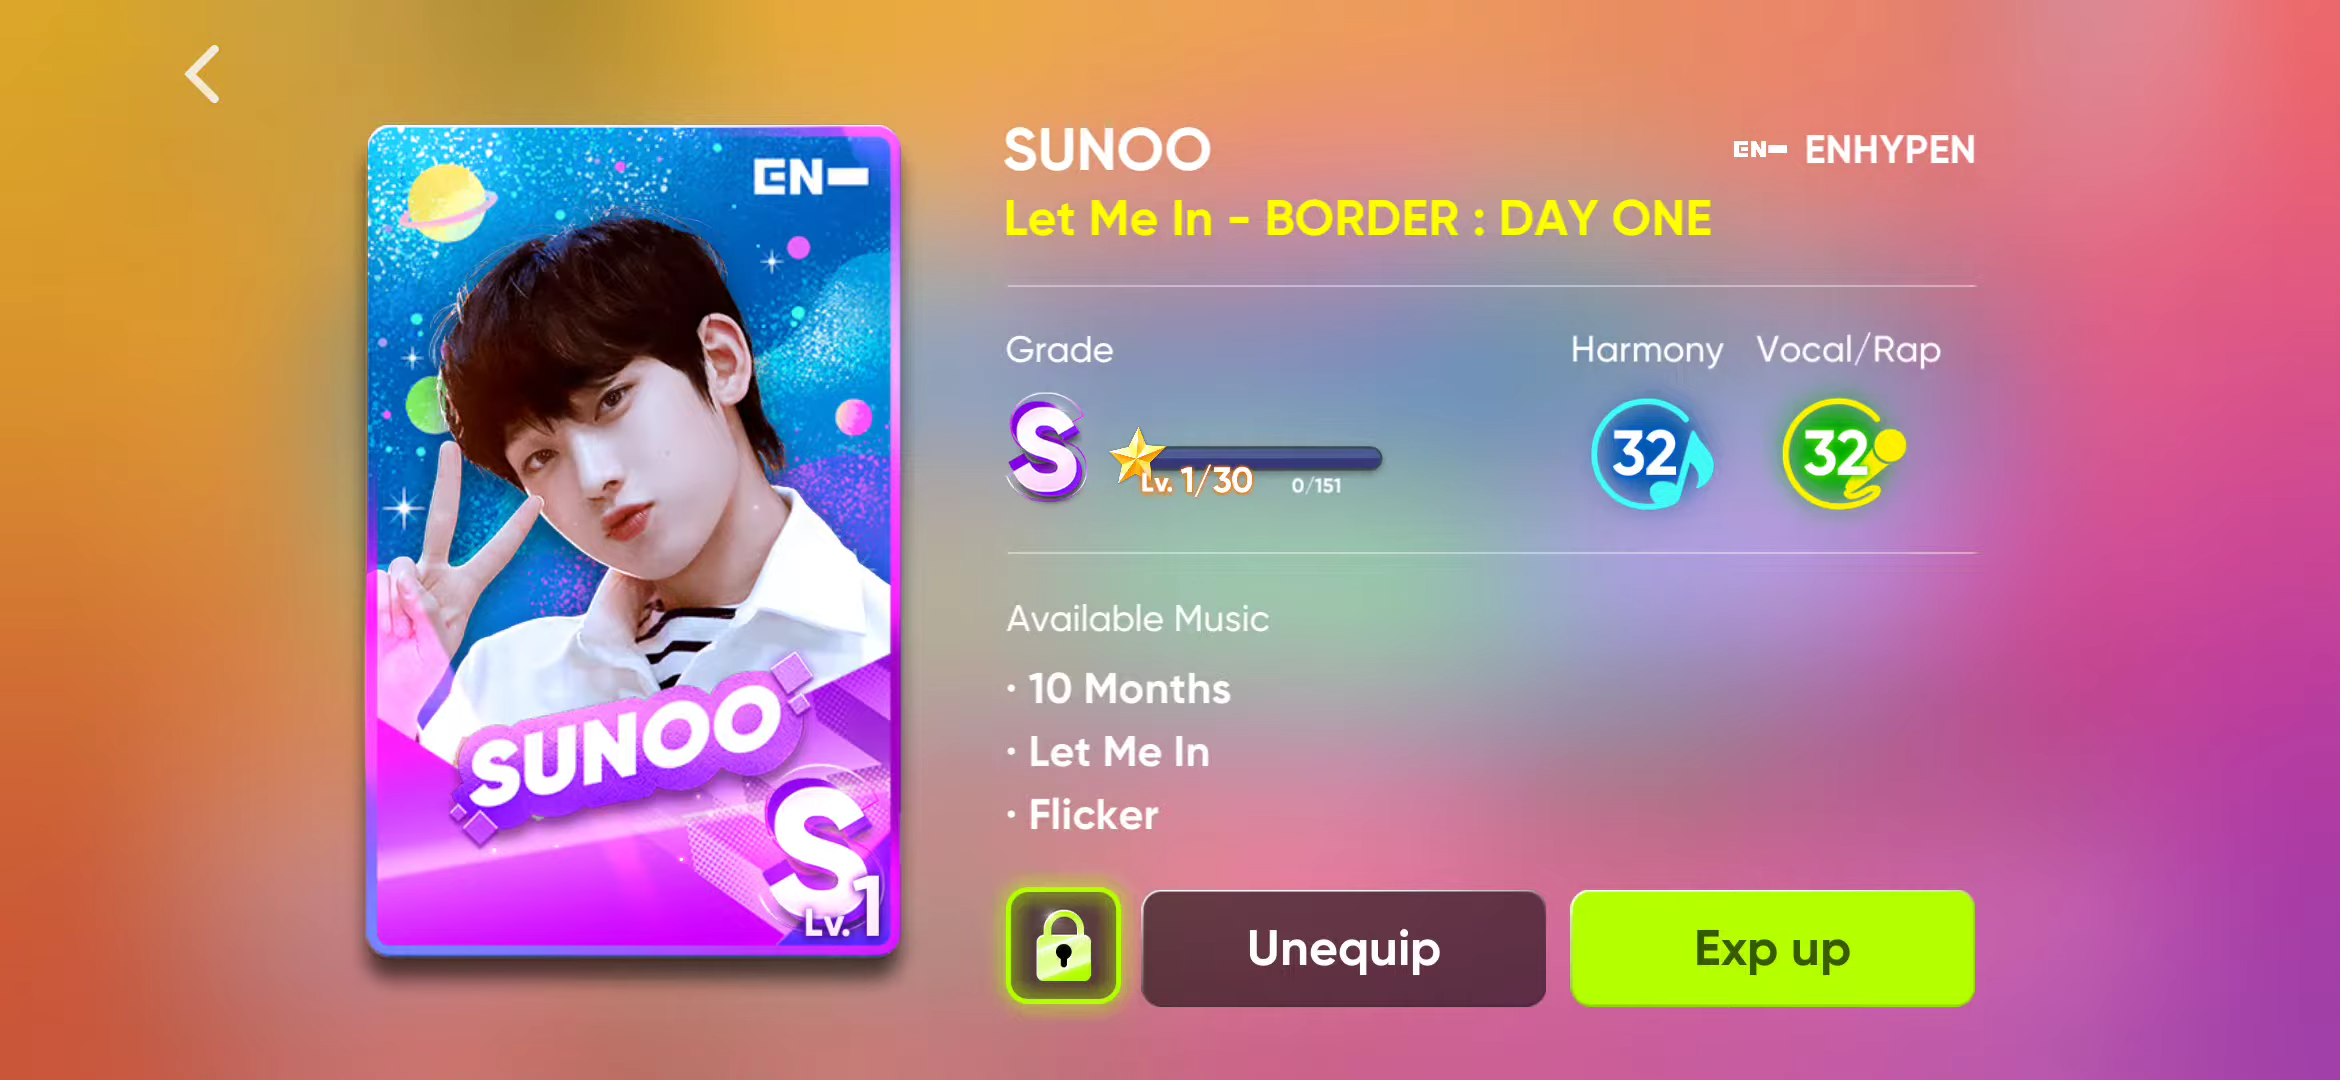 EN-
SUNOO
S
Lv. 1
SUNOO
EN- ENHYPEN
Let Me In - BORDER : DAY ONE
Grade
Harmony
Vocal/Rap
S
Lv. 1/30
0/151
32
32
Available Music
· 10 Months
· Let Me In
· Flicker
Unequip
Exp up